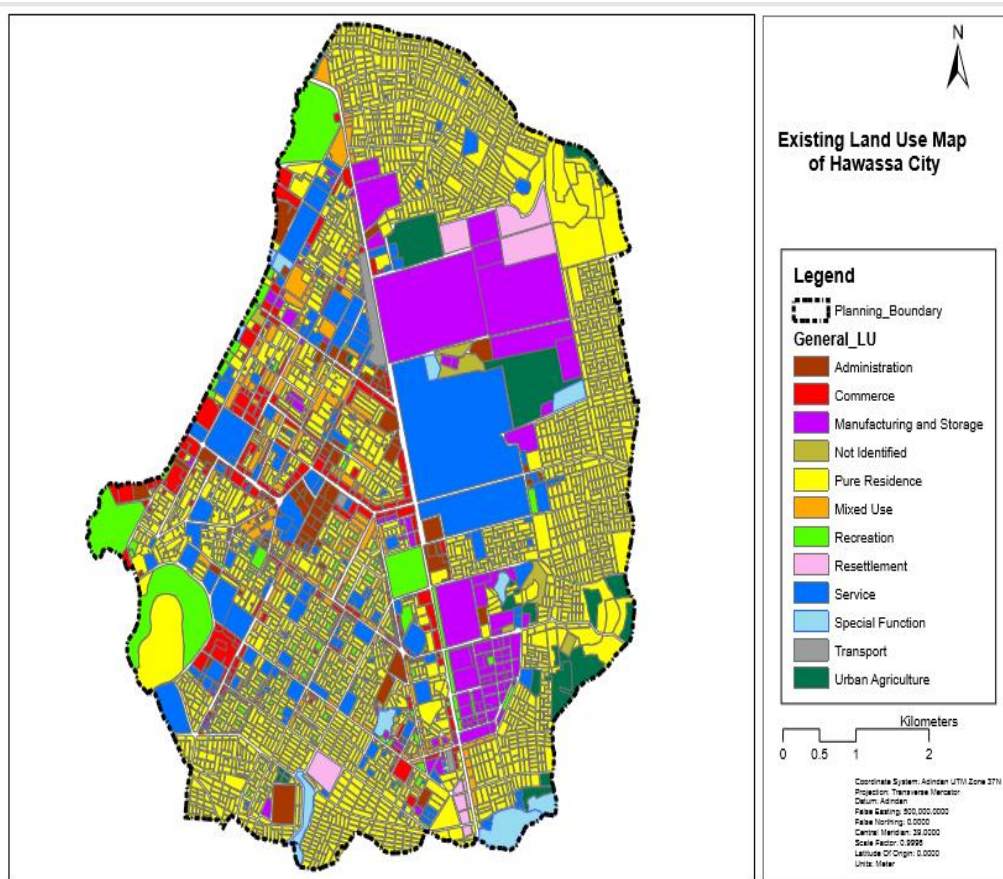 N
Existing Land Use Map
of Hawassa City
Legend
Planning_Boundary
General_LU
Administration
Commerce
Manufacturing and Storage
Not Identified
Pure Residence
Mixed Use
Recreation
Resettlement
Service
Special Function
Transport
Urban Agriculture
Kilometers
0 0.5 1 2
Coordinate System: Adindan UTM Zone 37N
Projection: Transverse Mercator
Datum: Adindan
False Easting: 500,000.0000
False Northing: 0.0000
Central Meridian: 39.0000
Scale Factor: 0.9996
Latitude Of Origin: 0.0000
Units: Meter